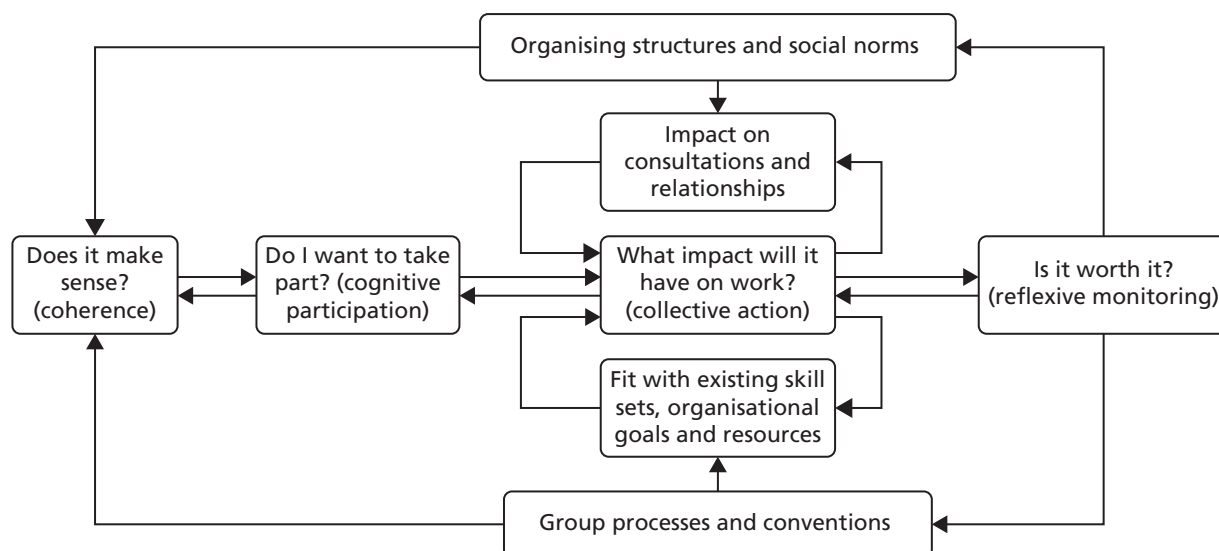 Organising structures and social norms
Impact on
consultations and
relationships
Does it make
sense?
(coherence)
Do I want to take
part? (cognitive
participation)
What impact will it
have on work?
(collective action)
Is it worth it?
(reflexive monitoring)
Fit with existing skill
sets, organisational
goals and resources
Group processes and conventions